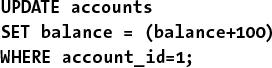 UPDATE accounts
SET balance = (balance+100)
WHERE account_id=1;